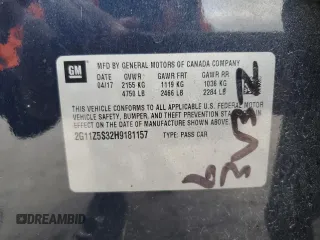 GM
MFD BY GENERAL MOTORS OF CANADA COMPANY
DATE GVWR GAWR FRT GAWR RR
04/17 2155 KG 1119 KG 1036 KG
4750 LB 2466 LB 2284 LB
THIS VEHICLE CONFORMS TO ALL APPLICABLE U.S. FEDERAL MOTOR
VEHICLE SAFETY, BUMPER, AND THEFT PREVENTION STANDARDS
IN EFFECT ON THE DATE OF MANUFACTURE SHOWN ABOVE.
2G11Z5S32H9181157 TYPE: PASS CAR
AUTOBIDMASTER